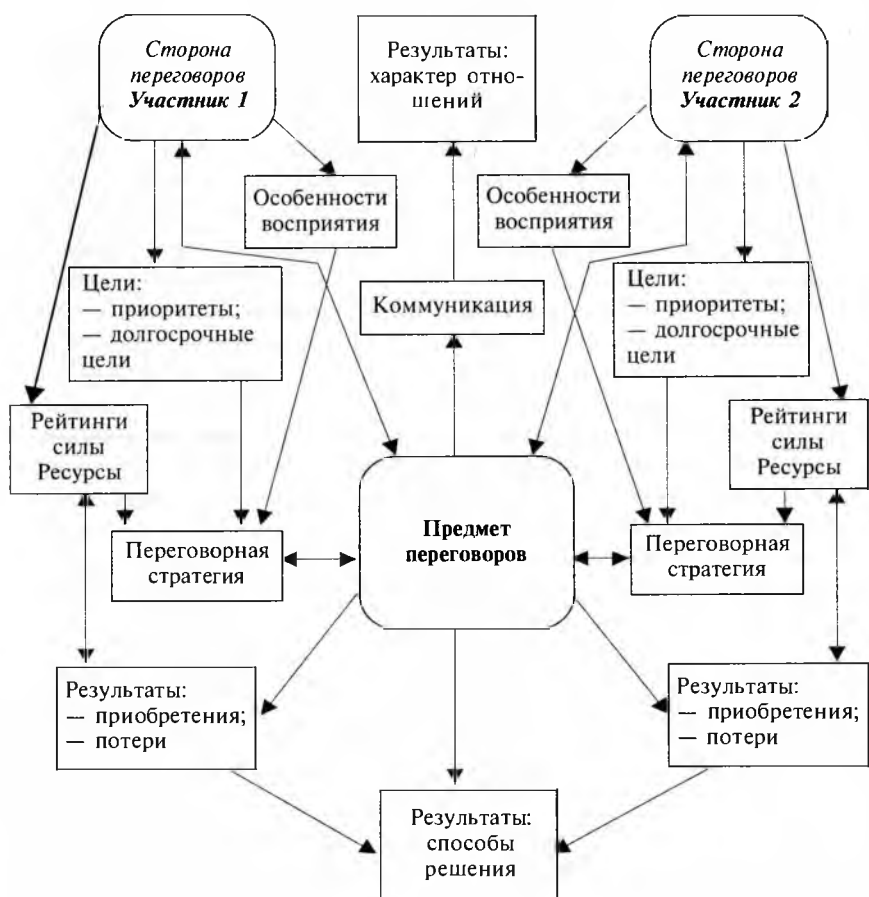 Сторона
переговоров
Участник 1
Результаты:
характер отно-
шений
Сторона
переговоров
Участник 2
Особенности
восприятия
Особенности
восприятия
Цели:
— приоритеты;
— долгосрочные
цели
Коммуникация
Цели:
— приоритеты;
— долгосрочные
цели
Рейтинги
силы
Ресурсы
Рейтинги
силы
Ресурсы
Переговорная
стратегия
Предмет
переговоров
Переговорная
стратегия
Результаты:
— приобретения;
— потери
Результаты:
— приобретения;
— потери
Результаты:
способы
решения